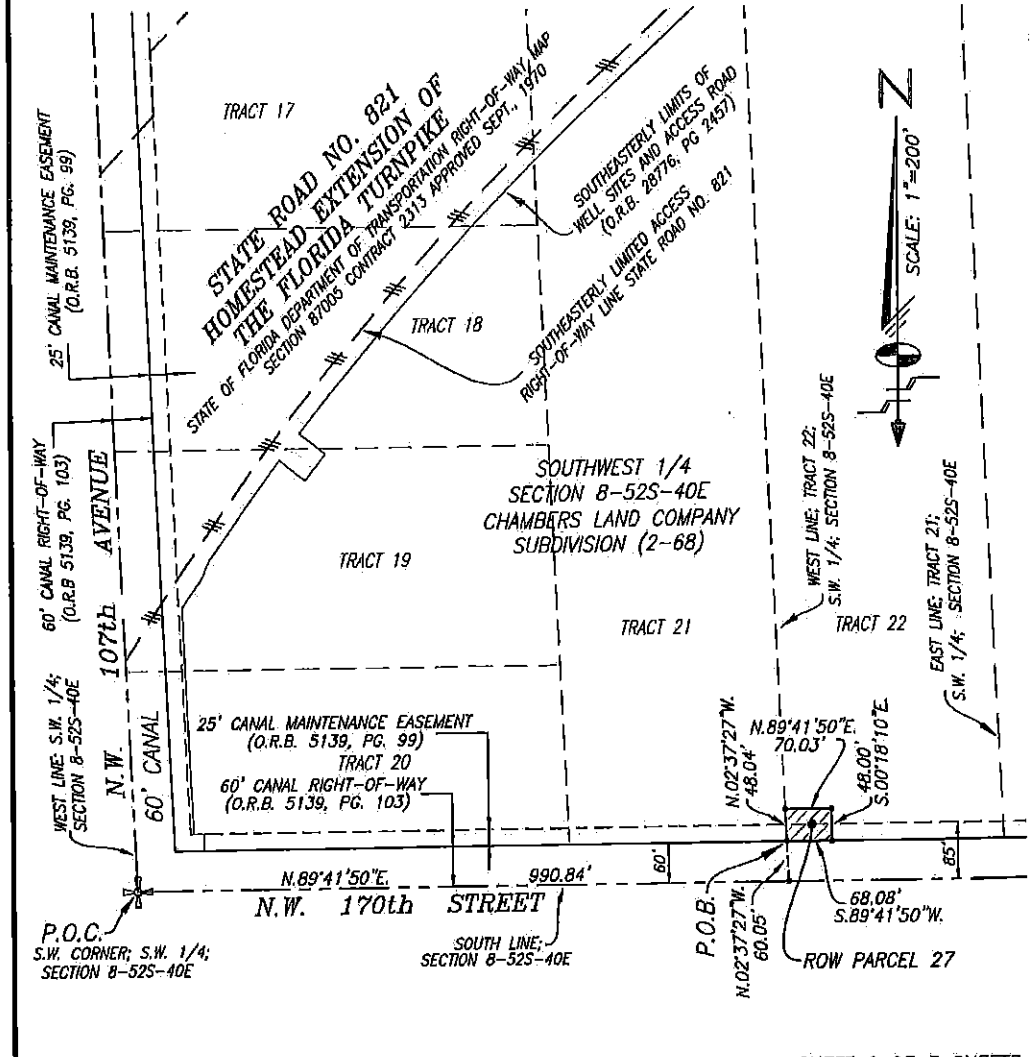 TRACT 17
STATE ROAD NO. 821
HOMESTEAD EXTENSION OF
THE FLORIDA TURNPIKE
STATE OF FLORIDA DEPARTMENT OF TRANSPORTATION RIGHT-OF-WAY MAP
SECTION 87005 CONTRACT 2313 APPROVED SEPT., 1970
25' CANAL MAINTENANCE EASEMENT
(O.R.B. 5139, PG. 99)
SOUTHEASTERLY LIMITS OF
WELL SITES AND ACCESS ROAD
(O.R.B. 28776, PG 2457)
SOUTHEASTERLY LIMITED ACCESS
RIGHT-OF-WAY LINE STATE ROAD NO. 821
N
SCALE: 1"=200'
TRACT 18
60' CANAL RIGHT-OF-WAY
(O.R.B 5139, PG. 103)
N.W. 107th AVENUE
SOUTHWEST 1/4
SECTION 8-52S-40E
CHAMBERS LAND COMPANY
SUBDIVISION (2-68)
WEST LINE; TRACT 22;
S.W. 1/4; SECTION 8-52S-40E
EAST LINE; TRACT 21;
S.W. 1/4; SECTION 8-52S-40E
TRACT 19
TRACT 21
TRACT 22
WEST LINE; S.W. 1/4;
SECTION 8-52S-40E
60' CANAL
25' CANAL MAINTENANCE EASEMENT
(O.R.B. 5139, PG. 99)
TRACT 20
60' CANAL RIGHT-OF-WAY
(O.R.B. 5139, PG. 103)
N.02°37'27"W.
48.04'
N.89°41'50"E.
70.03'
48.00'
S.00°18'10"E.
60'
85'
N.89°41'50"E.
990.84'
N.W. 170th STREET
P.O.C.
S.W. CORNER; S.W. 1/4;
SECTION 8-52S-40E
SOUTH LINE;
SECTION 8-52S-40E
P.O.B.
N.02°37'27"W.
60.05'
68.08'
S.89°41'50"W.
ROW PARCEL 27